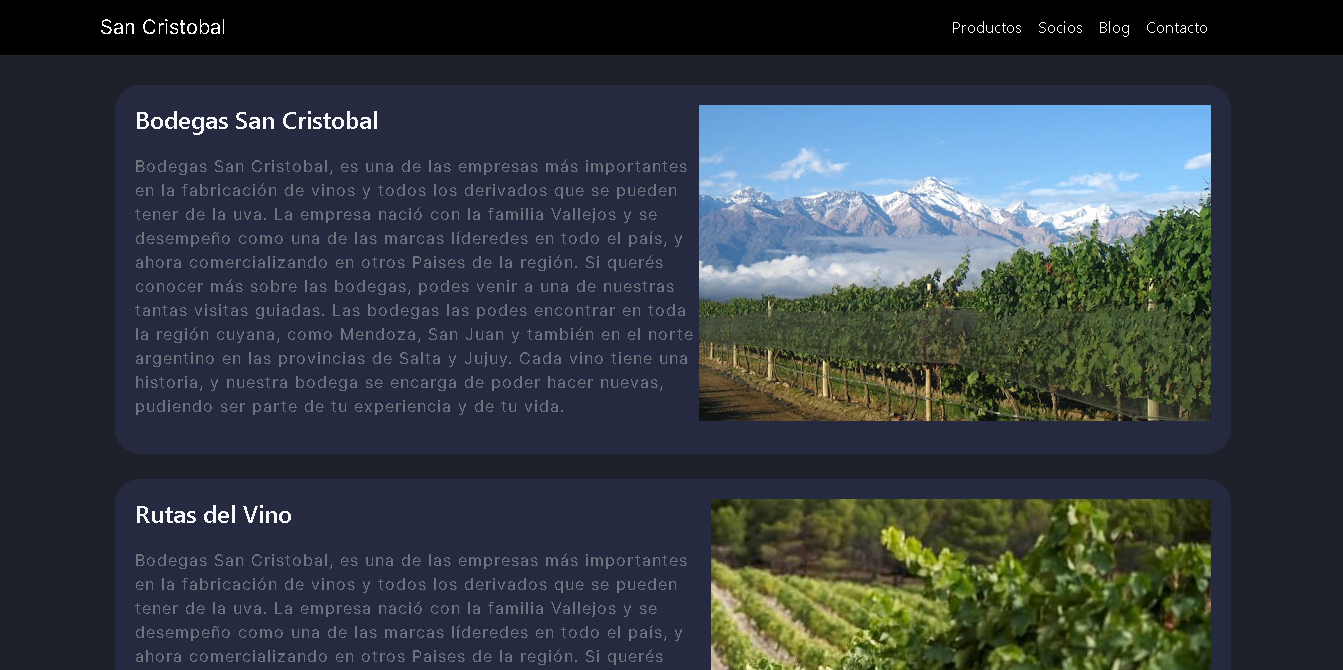 San Cristobal
Productos Socios Blog Contacto
Bodegas San Cristobal
Bodegas San Cristobal, es una de las empresas más importantes
en la fabricación de vinos y todos los derivados que se pueden
tener de la uva. La empresa nació con la familia Vallejos y se
desempeño como una de las marcas líderedes en todo el país, y
ahora comercializando en otros Paises de la región. Si querés
conocer más sobre las bodegas, podes venir a una de nuestras
tantas visitas guiadas. Las bodegas las podes encontrar en toda
la región cuyana, como Mendoza, San Juan y también en el norte
argentino en las provincias de Salta y Jujuy. Cada vino tiene una
historia, y nuestra bodega se encarga de poder hacer nuevas,
pudiendo ser parte de tu experiencia y de tu vida.
Rutas del Vino
Bodegas San Cristobal, es una de las empresas más importantes
en la fabricación de vinos y todos los derivados que se pueden
tener de la uva. La empresa nació con la familia Vallejos y se
desempeño como una de las marcas líderedes en todo el país, y
ahora comercializando en otros Paises de la región. Si querés